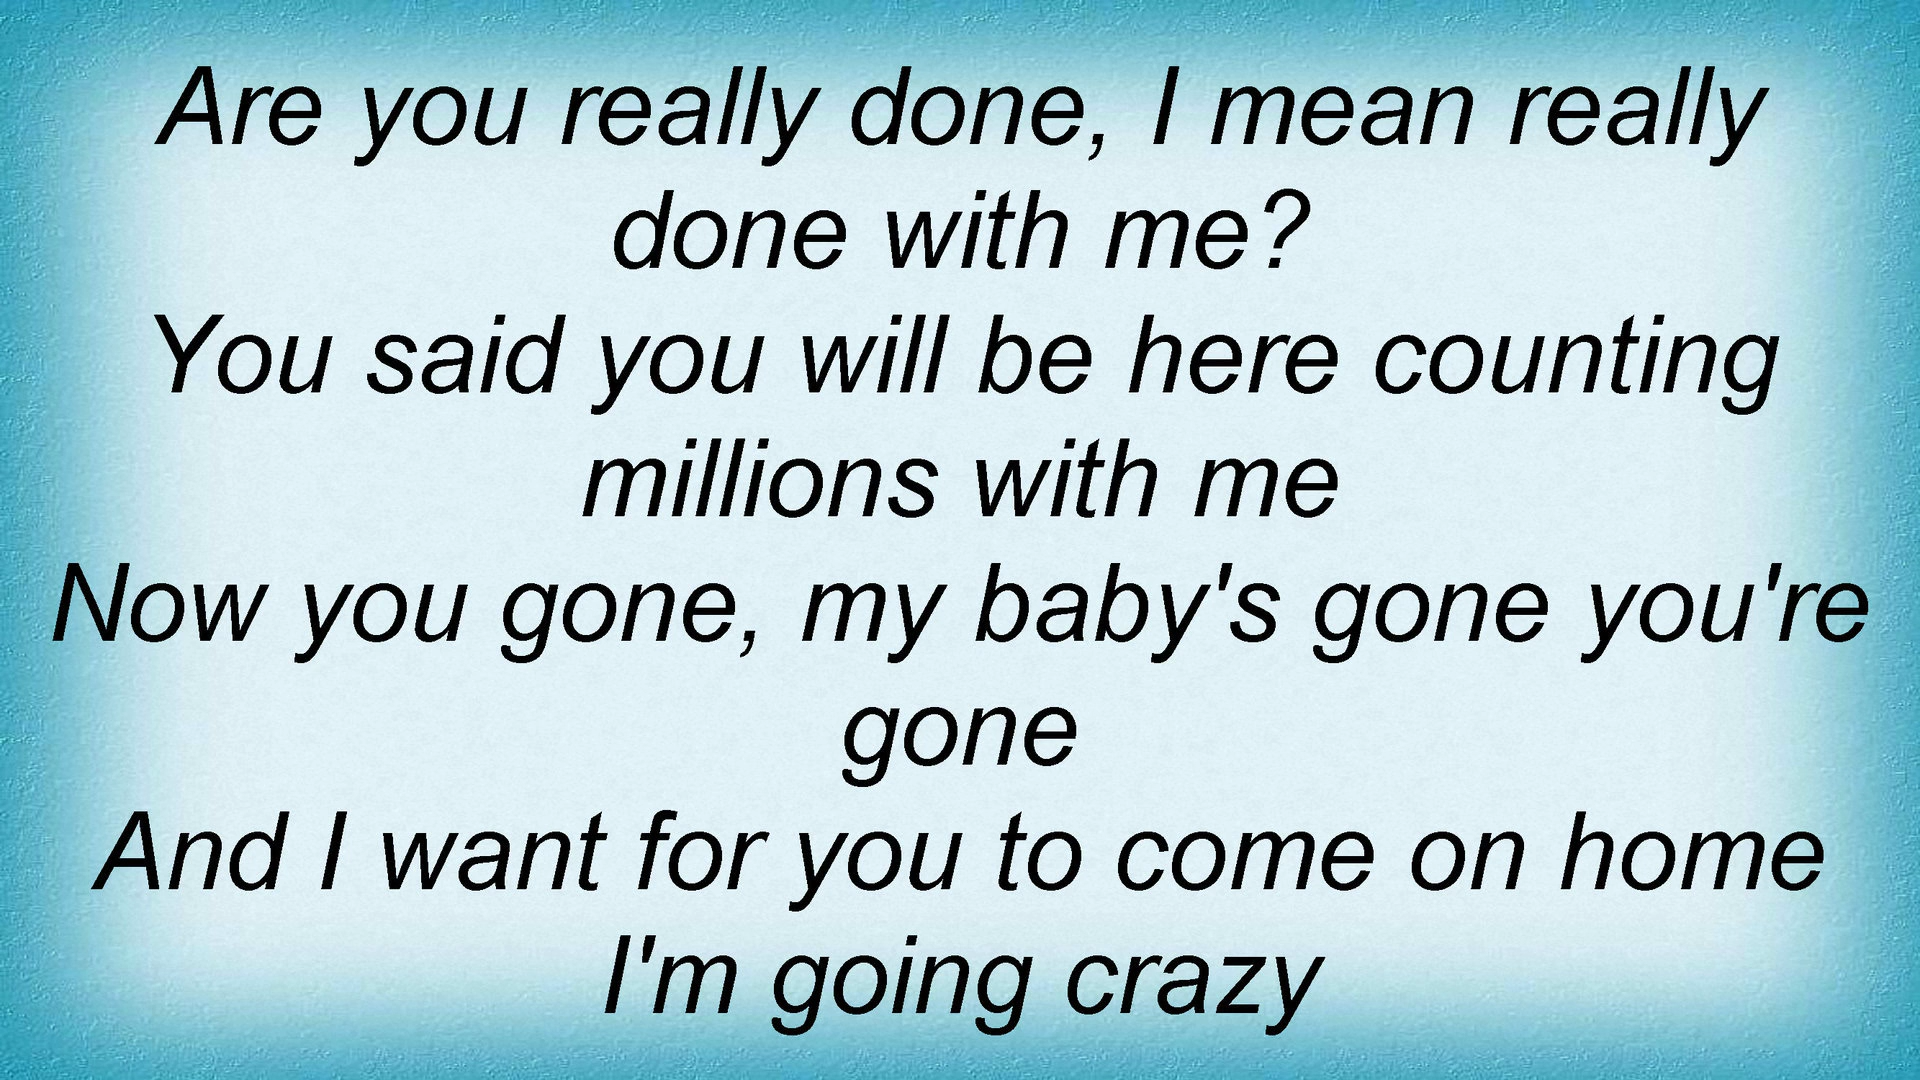 Are you really done, I mean really
done with me?
You said you will be here counting
millions with me
Now you gone, my baby's gone you're
gone
And I want for you to come on home
I'm going crazy